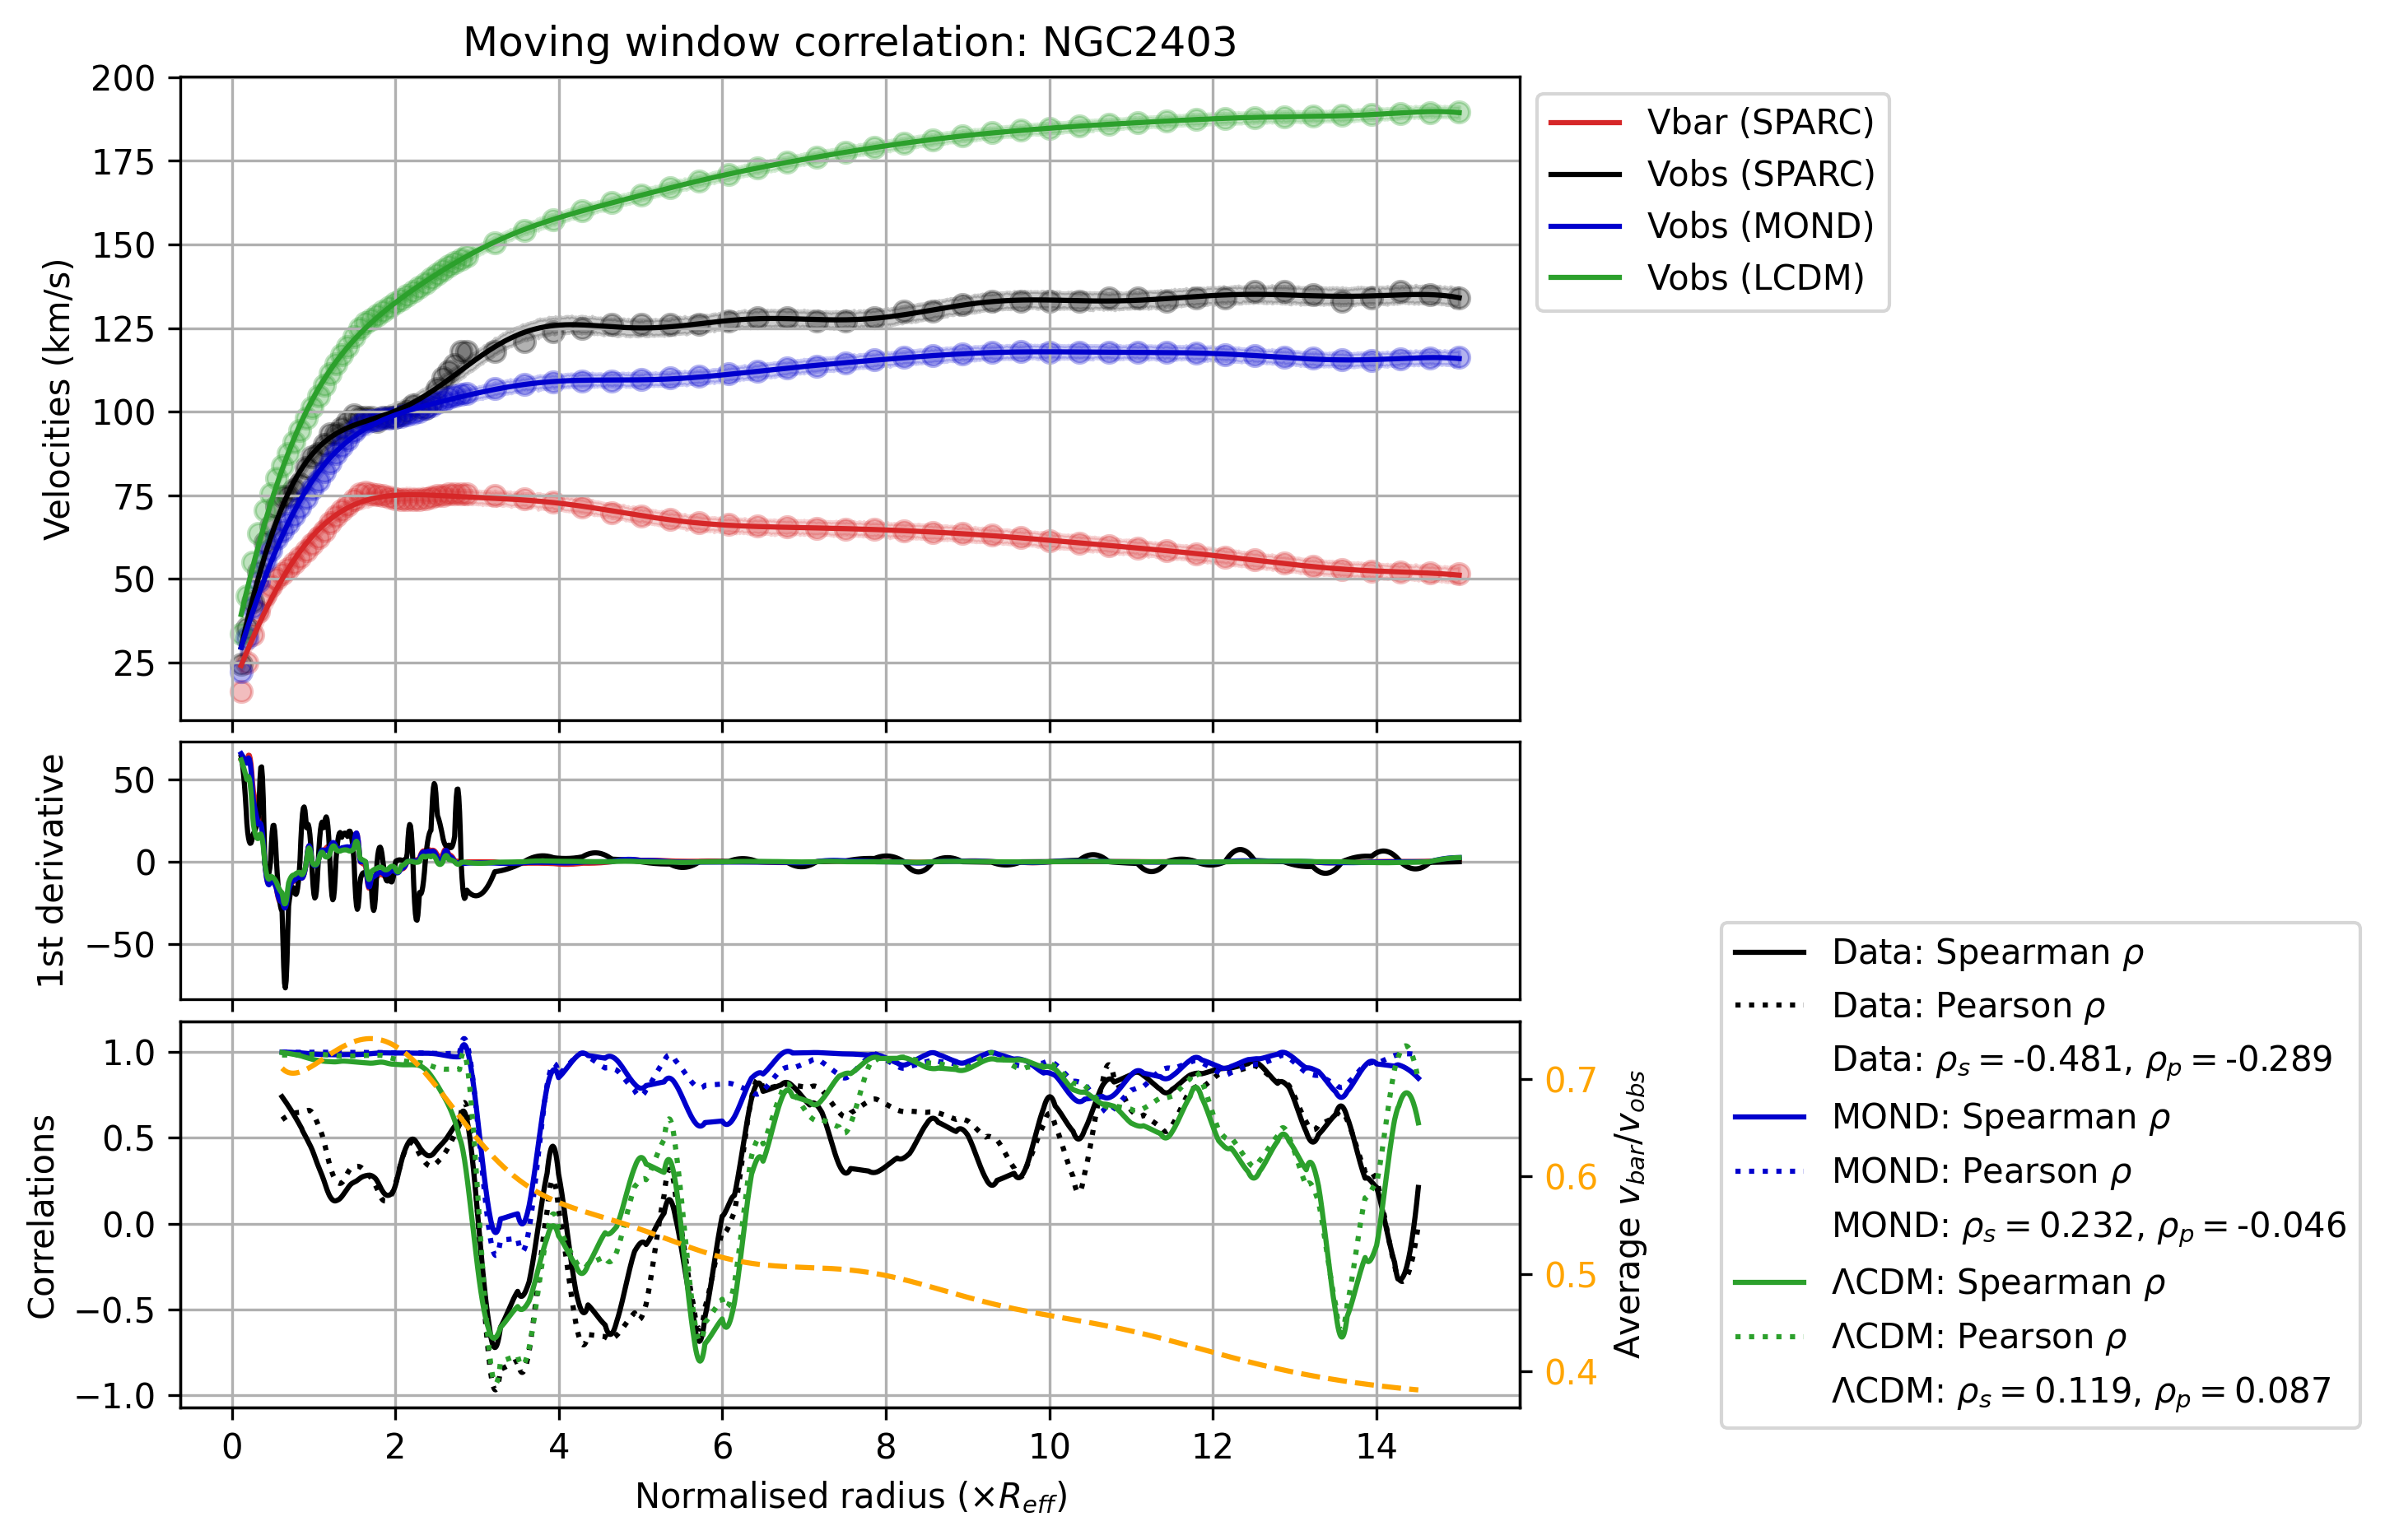 Moving window correlation: NGC2403
200
175
150
125
100
75
50
25
Velocities (km/s)
Vbar (SPARC)
Vobs (SPARC)
Vobs (MOND)
Vobs (LCDM)
50
0
−50
1st derivative
1.0
0.5
0.0
−0.5
−1.0
Correlations
0.7
0.6
0.5
0.4
Average v_bar/v_obs
0 2 4 6 8 10 12 14
Normalised radius (×R_eff)
Data: Spearman ρ
Data: Pearson ρ
Data: ρ_s = -0.481, ρ_p = -0.289
MOND: Spearman ρ
MOND: Pearson ρ
MOND: ρ_s = 0.232, ρ_p = -0.046
ΛCDM: Spearman ρ
ΛCDM: Pearson ρ
ΛCDM: ρ_s = 0.119, ρ_p = 0.087